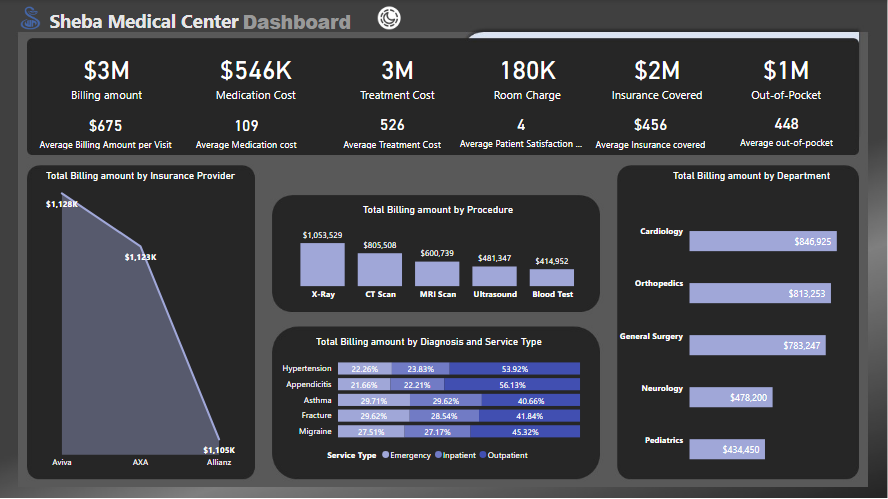 Sheba Medical Center Dashboard
$3M
Billing amount
$675
Average Billing Amount per Visit
$546K
Medication Cost
109
Average Medication cost
3M
Treatment Cost
526
Average Treatment Cost
180K
Room Charge
4
Average Patient Satisfaction ...
$2M
Insurance Covered
$456
Average Insurance covered
$1M
Out-of-Pocket
448
Average out-of-pocket
Total Billing amount by Insurance Provider
$1,128K
$1,123K
$1,105K
Aviva AXA Allianz
Total Billing amount by Procedure
$1,053,529
$805,508
$600,739
$481,347
$414,952
X-Ray CT Scan MRI Scan Ultrasound Blood Test
Total Billing amount by Diagnosis and Service Type
Hypertension 22.26% 23.83% 53.92%
Appendicitis 21.66% 22.21% 56.13%
Asthma 29.71% 29.62% 40.66%
Fracture 29.62% 28.54% 41.84%
Migraine 27.51% 27.17% 45.32%
Service Type Emergency Inpatient Outpatient
Total Billing amount by Department
Cardiology $846,925
Orthopedics $813,253
General Surgery $783,247
Neurology $478,200
Pediatrics $434,450